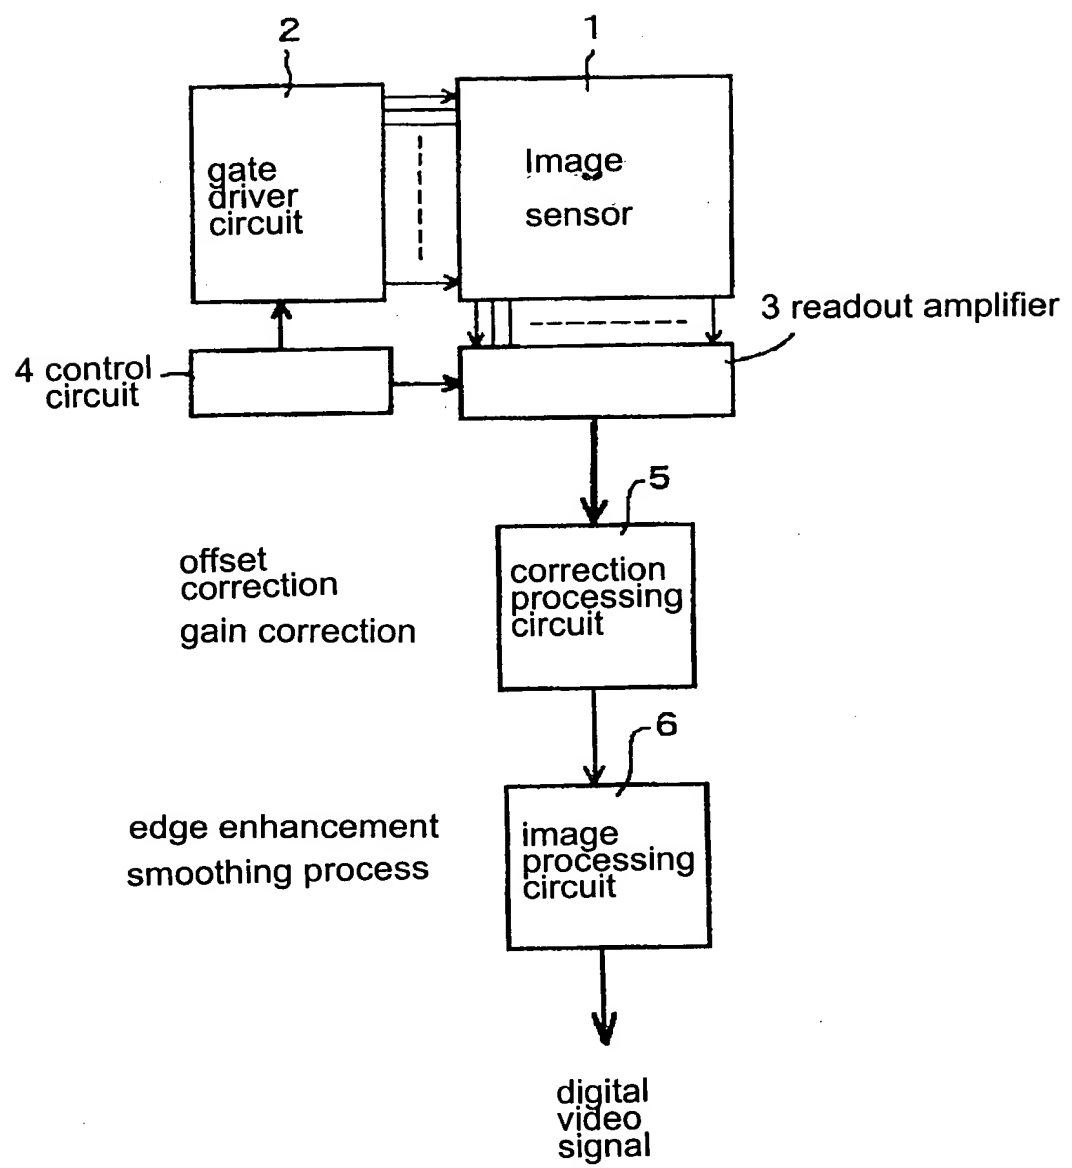 2
1
gate
driver
circuit
Image
sensor
3 readout amplifier
4 control
circuit
5
offset
correction
gain correction
correction
processing
circuit
6
edge enhancement
smoothing process
image
processing
circuit
digital
video
signal